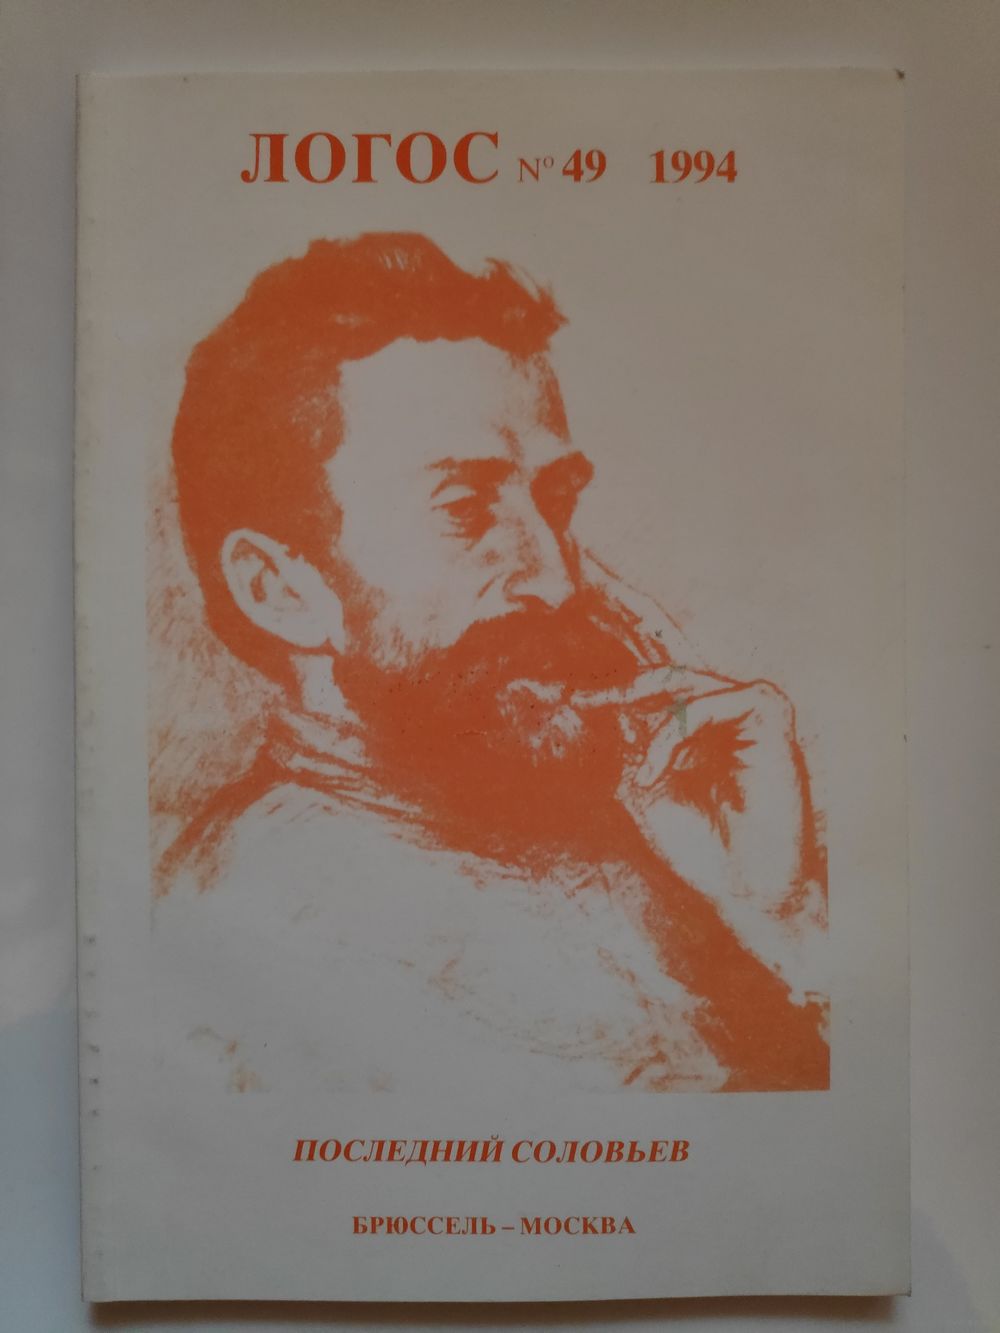 ЛОГОС № 49 1994
ПОСЛЕДНИЙ СОЛОВЬЕВ
БРЮССЕЛЬ – МОСКВА